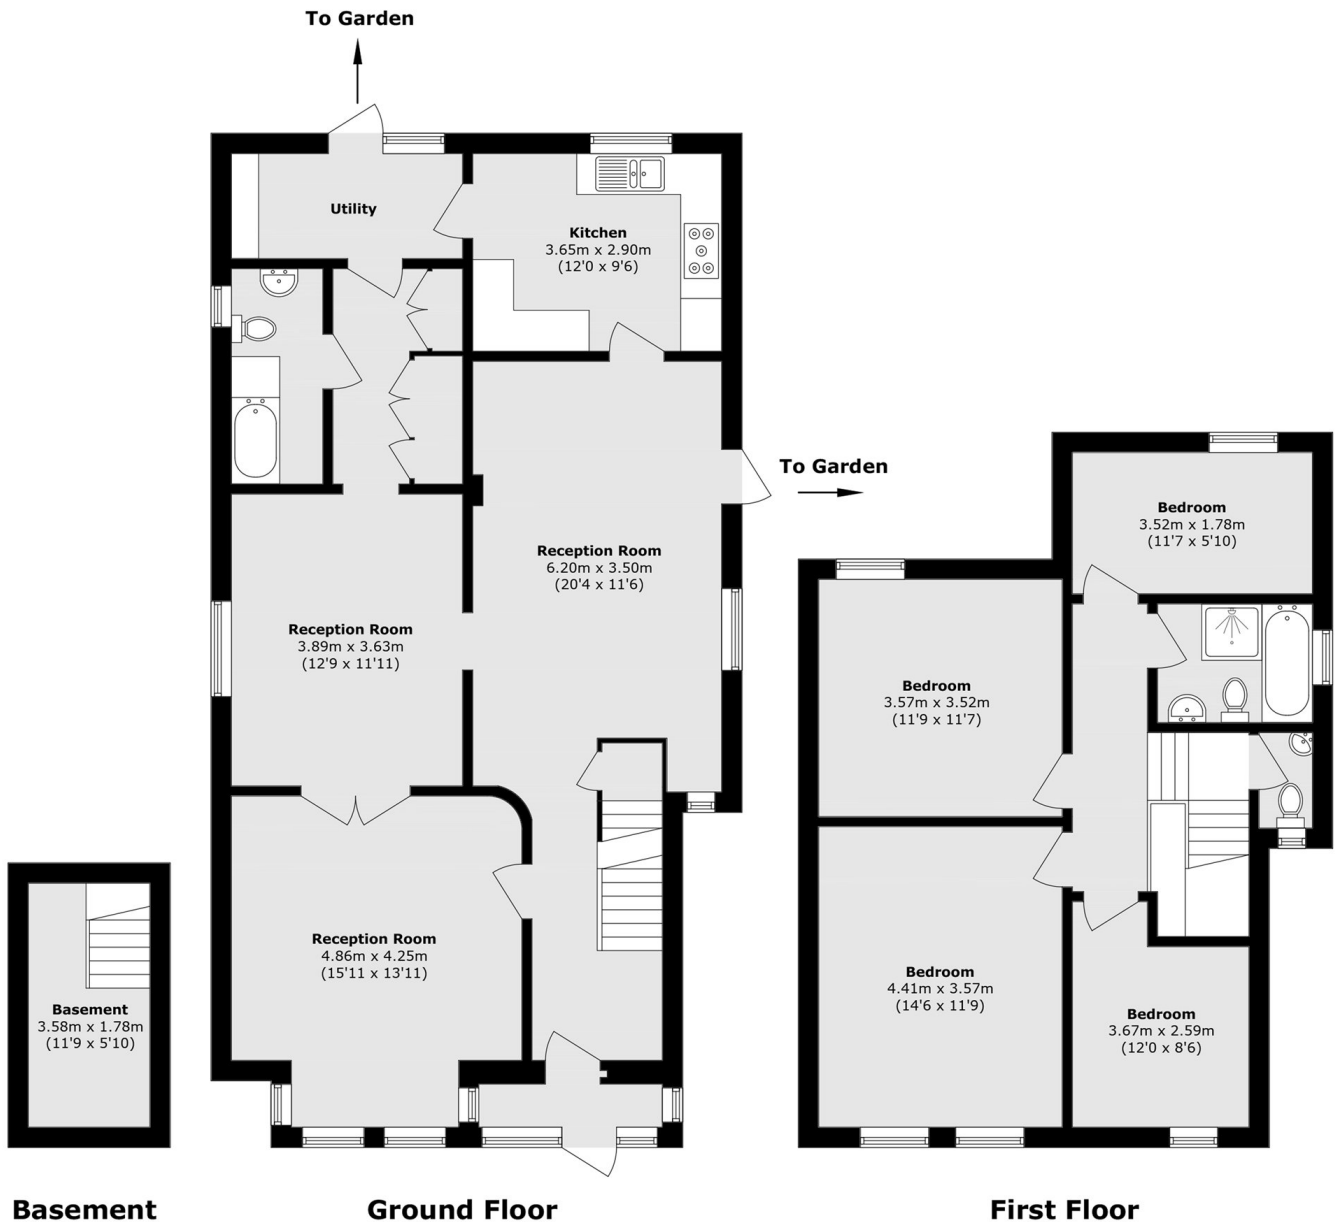 To Garden
Utility
Kitchen
3.65m x 2.90m
(12'0 x 9'6)
To Garden
Reception Room
6.20m x 3.50m
(20'4 x 11'6)
Reception Room
3.89m x 3.63m
(12'9 x 11'11)
Reception Room
4.86m x 4.25m
(15'11 x 13'11)
Bedroom
3.52m x 1.78m
(11'7 x 5'10)
Bedroom
3.57m x 3.52m
(11'9 x 11'7)
Bedroom
4.41m x 3.57m
(14'6 x 11'9)
Bedroom
3.67m x 2.59m
(12'0 x 8'6)
Basement
3.58m x 1.78m
(11'9 x 5'10)
Basement
Ground Floor
First Floor